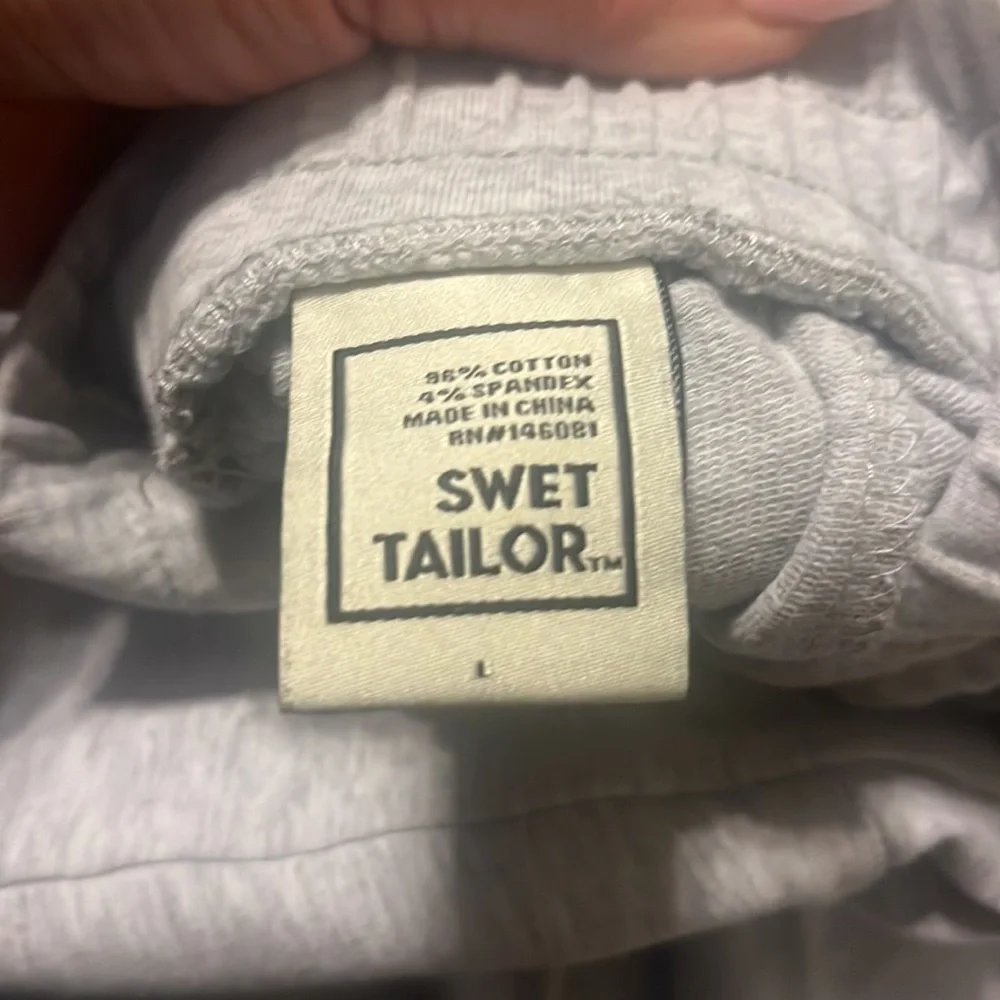 96% COTTON
4% SPANDEX
MADE IN CHINA
RN#146081
SWET
TAILOR™
L